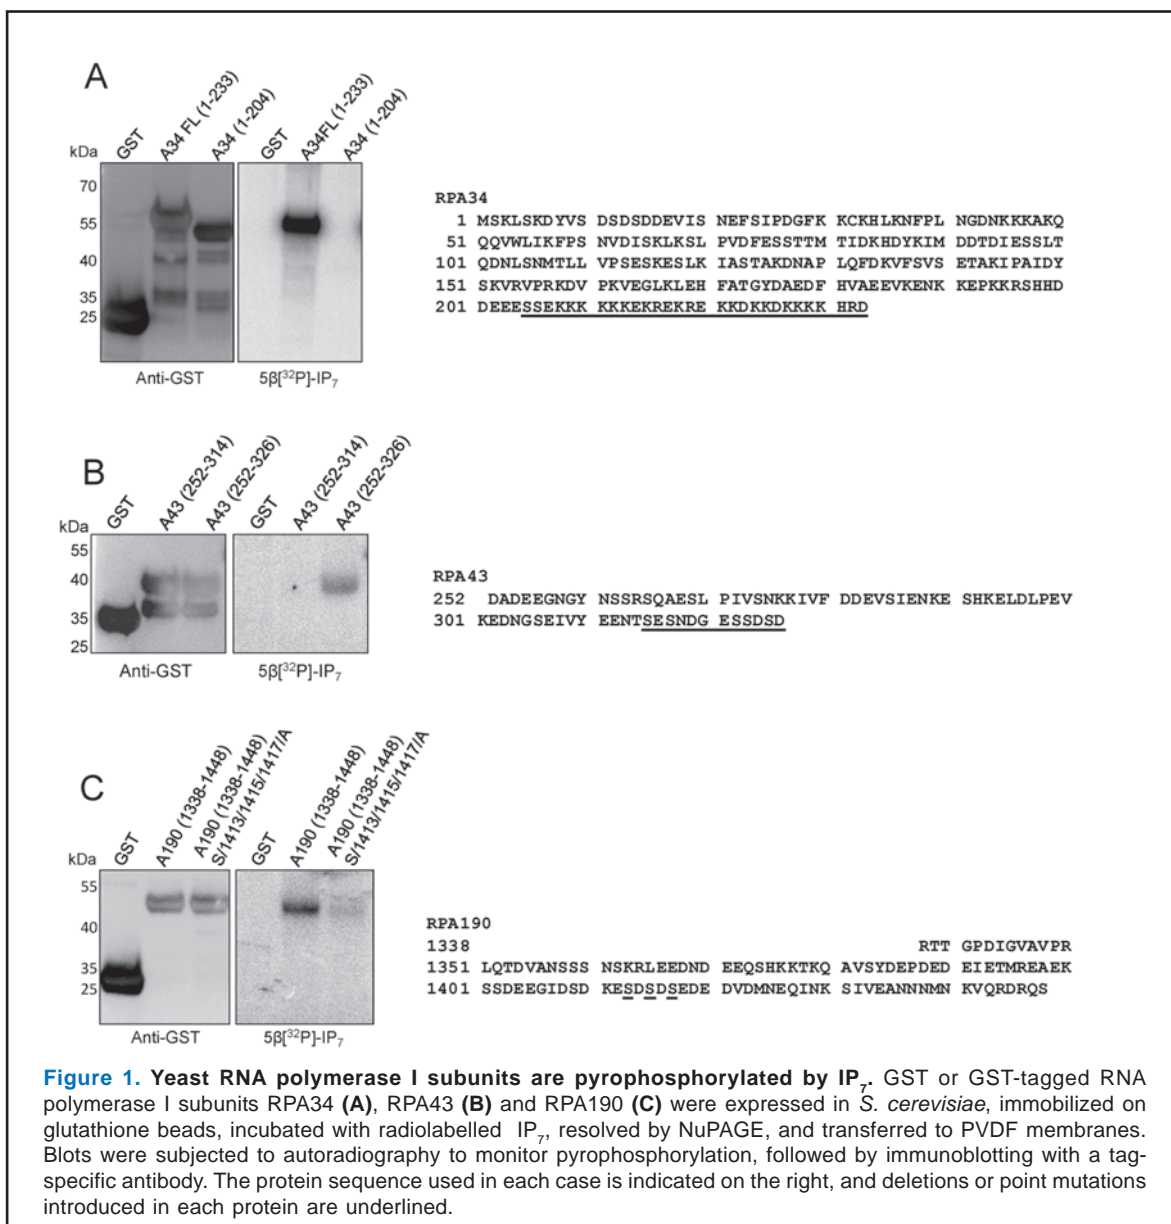 A
GST
A34 FL (1-233)
A34 (1-204)
GST
A34FL (1-233)
A34 (1-204)
kDa
70
55
40
35
25
Anti-GST
5β[³²P]-IP₇
RPA34
1 MSKLSKDYVS DSDSDDEVIS NEFSIPDGFK KCKHLKNFPL NGDNKKKAKQ
51 QQVWLIKFPS NVDISKLKSL PVDFESSTTM TIDKHDYKIM DDTDIESSLT
101 QDNLSNMTLL VPSESKESLK IASTAKDNAP LQFDKVFSVS ETAKIPAIDY
151 SKVRVPRKDV PKVEGLKLEH FATGYDAEDF HVAEEVKENK KEPKKRSHHD
201 DEEESSEKKK KKKEKREKRE KKDKKDKKKK HRD
B
GST
A43 (252-314)
A43 (252-326)
GST
A43 (252-314)
A43 (252-326)
kDa
55
40
35
25
Anti-GST
5β[³²P]-IP₇
RPA43
252 DADEEGNGY NSSRSQAESL PIVSNKKIVF DDEVSIENKE SHKELDLPEV
301 KEDNGSEIVY EENTSESNDG ESSDSD
C
GST
A190 (1338-1448)
A190 (1338-1448)
S/1413/1415/1417/A
GST
A190 (1338-1448)
A190 (1338-1448)
S/1413/1415/1417/A
kDa
55
40
35
25
Anti-GST
5β[³²P]-IP₇
RPA190
1338 RTT GPDIGVAVPR
1351 LQTDVANSSS NSKRLEEDND EEQSHKKTKQ AVSYDEPDED EIETMREAEK
1401 SSDEEGIDSD KESDSDSEDE DVDMNEQINK SIVEANNNMN KVQRDRQS
Figure 1. Yeast RNA polymerase I subunits are pyrophosphorylated by IP₇. GST or GST-tagged RNA
polymerase I subunits RPA34 (A), RPA43 (B) and RPA190 (C) were expressed in S. cerevisiae, immobilized on
glutathione beads, incubated with radiolabelled IP₇, resolved by NuPAGE, and transferred to PVDF membranes.
Blots were subjected to autoradiography to monitor pyrophosphorylation, followed by immunoblotting with a tag-
specific antibody. The protein sequence used in each case is indicated on the right, and deletions or point mutations
introduced in each protein are underlined.